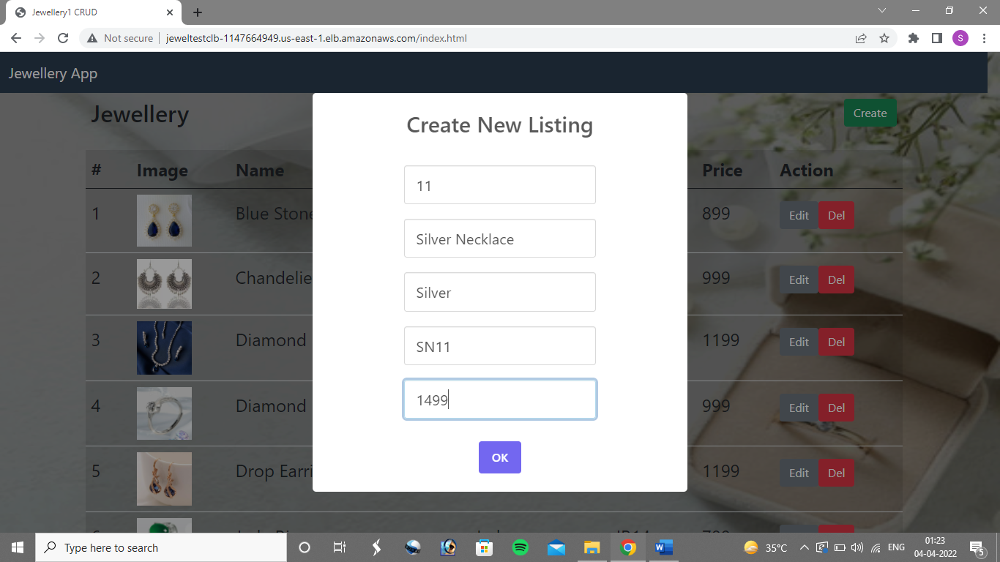 Jewellery1 CRUD
Not secure jeweltestclb-1147664949.us-east-1.elb.amazonaws.com/index.html
S
Jewellery App
Jewellery
Create
# Image Name Price Action
1 Blue Stone 899 Edit Del
2 Chandelie 999 Edit Del
3 Diamond 1199 Edit Del
4 Diamond 999 Edit Del
5 Drop Earri 1199 Edit Del
Create New Listing
11
Silver Necklace
Silver
SN11
1499
OK
Type here to search
35°C
ENG
01:23
04-04-2022
5